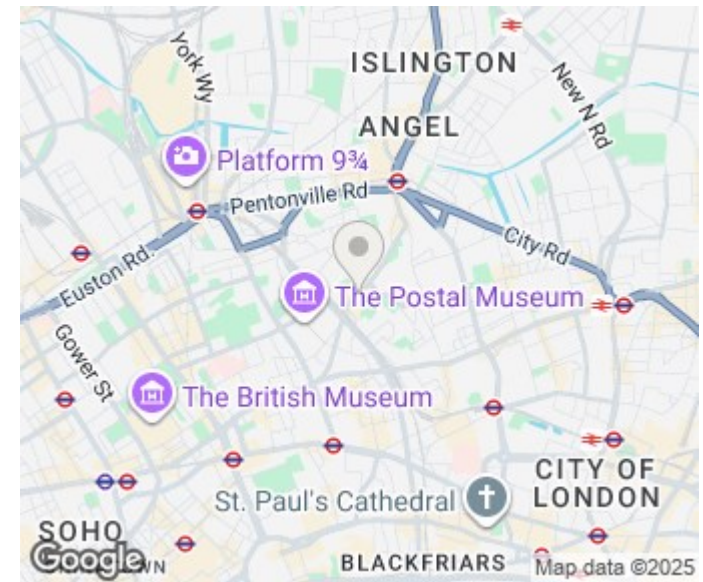 ISLINGTON
York Wy
New N Rd
ANGEL
Platform 9¾
Pentonville Rd
City Rd
Euston Rd.
The Postal Museum
Gower St
The British Museum
CITY OF
LONDON
St. Paul's Cathedral
SOHO
Google
BLACKFRIARS
Map data ©2025